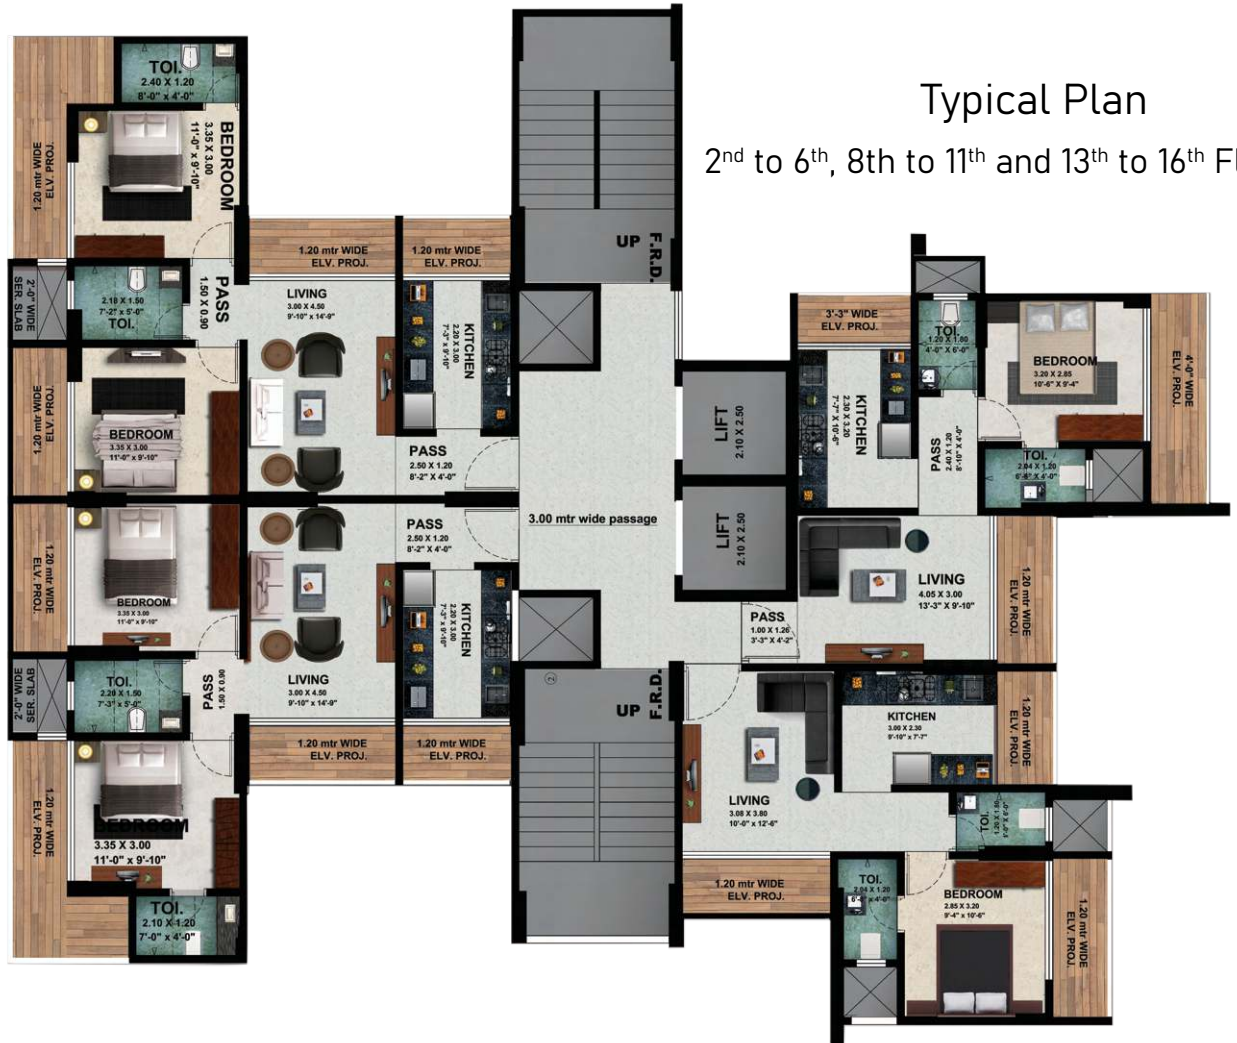 Typical Plan
2nd to 6th, 8th to 11th and 13th to 16th Fl
TOI.
2.40 X 1.20
8'-0" x 4'-0"
BEDROOM
3.35 X 3.00
11'-0" x 9'-10"
1.20 mtr WIDE
ELV. PROJ.
2'-0" WIDE
SER. SLAB
2.18 X 1.50
7'-2" x 5'-0"
TOI.
PASS
1.50 X 0.90
1.20 mtr WIDE
ELV. PROJ.
LIVING
3.00 X 4.50
9'-10" x 14'-9"
1.20 mtr WIDE
ELV. PROJ.
KITCHEN
2.20 X 3.00
7'-3" x 9'-10"
UP
F.R.D.
1.20 mtr WIDE
ELV. PROJ.
BEDROOM
3.35 X 3.00
11'-0" x 9'-10"
PASS
2.50 X 1.20
8'-2" X 4'-0"
LIFT
2.10 X 2.50
3'-3" WIDE
ELV. PROJ.
KITCHEN
2.30 X 3.20
7'-7" X 10'-6"
TOI.
1.20 X 1.80
4'-0" X 6'-0"
BEDROOM
3.20 X 2.85
10'-6" X 9'-4"
4'-0" WIDE
ELV. PROJ.
PASS
2.40 X 1.20
8'-10" X 4'-0"
TOI.
2.04 X 1.20
6'-8" X 4'-0"
3.00 mtr wide passage
LIFT
2.10 X 2.50
PASS
2.50 X 1.20
8'-2" X 4'-0"
1.20 mtr WIDE
ELV. PROJ.
BEDROOM
3.35 X 3.00
11'-0" x 9'-10"
KITCHEN
2.20 X 3.00
7'-3" x 9'-10"
LIVING
4.05 X 3.00
13'-3" X 9'-10"
1.20 mtr WIDE
ELV. PROJ.
PASS
1.00 X 1.26
3'-3" X 4'-2"
2'-0" WIDE
SER. SLAB
TOI.
2.20 X 1.50
7'-3" x 5'-0"
PASS
1.50 X 0.90
LIVING
3.00 X 4.50
9'-10" x 14'-9"
2
UP
F.R.D.
1.20 mtr WIDE
ELV. PROJ.
1.20 mtr WIDE
ELV. PROJ.
KITCHEN
3.00 X 2.30
9'-10" x 7'-7"
1.20 mtr WIDE
ELV. PROJ.
1.20 mtr WIDE
ELV. PROJ.
BEDROOM
3.35 X 3.00
11'-0" X 9'-10"
LIVING
3.08 X 3.80
10'-0" x 12'-6"
TOI.
1.20 X 1.80
TOI.
2.10 X 1.20
7'-0" x 4'-0"
1.20 mtr WIDE
ELV. PROJ.
TOI.
2.04 X 1.20
6'-8" x 4'-0"
BEDROOM
2.85 X 3.20
9'-4" x 10'-6"
1.20 mtr WIDE
ELV. PROJ.